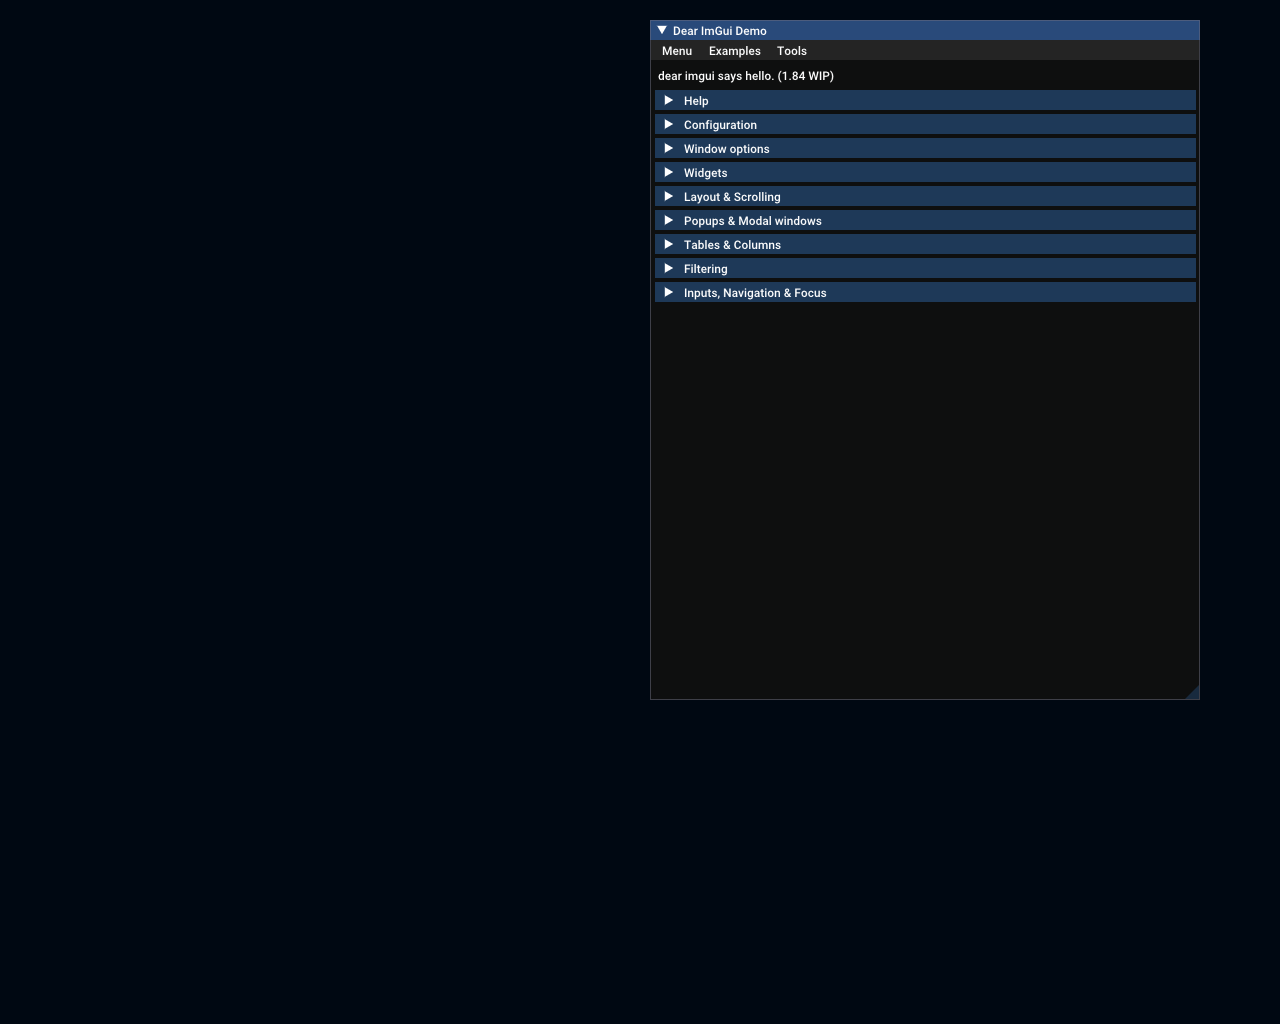 Dear ImGui Demo
Menu Examples Tools
dear imgui says hello. (1.84 WIP)
Help
Configuration
Window options
Widgets
Layout & Scrolling
Popups & Modal windows
Tables & Columns
Filtering
Inputs, Navigation & Focus